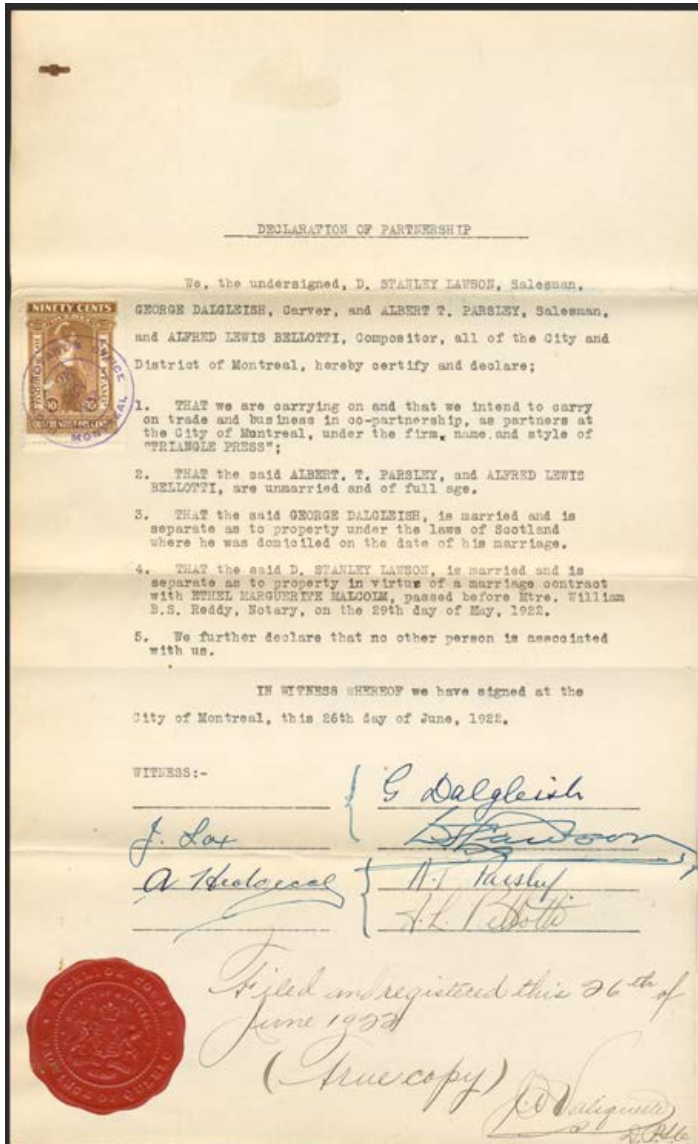 DECLARATION OF PARTNERSHIP
We, the undersigned, D. STANLEY LAWSON, Salesman,
GEORGE DALGLEISH, Carver, and ALBERT T. PARSLEY, Salesman,
and ALFRED LEWIS BELLOTTI, Compositor, all of the City and
District of Montreal, hereby certify and declare;
NINETY CENTS
MONTREAL
1. THAT we are carrying on and that we intend to carry
on trade and business in co-partnership, as partners at
the City of Montreal, under the firm, name and style of
"TRIANGLE PRESS";
2. THAT the said ALBERT. T. PARSLEY, and ALFRED LEWIS
BELLOTTI, are unmarried and of full age.
3. THAT the said GEORGE DALGLEISH, is married and is
separate as to property under the laws of Scotland
where he was domiciled on the date of his marriage.
4. THAT the said D. STANLEY LAWSON, is married and is
separate as to property in virtue of a marriage contract
with ETHEL MARGUERITE MALCOLM, passed before Mtre. William
B.S. Reddy, Notary, on the 29th day of May, 1922.
5. We further declare that no other person is associated
with us.
IN WITNESS WHEREOF we have signed at the
City of Montreal, this 26th day of June, 1922.
WITNESS:-
G Dalgleish
J. Lawson
A. T. Parsley
A. L. Bellotti
Filed and registered this 26th of
June 1922
(True copy)